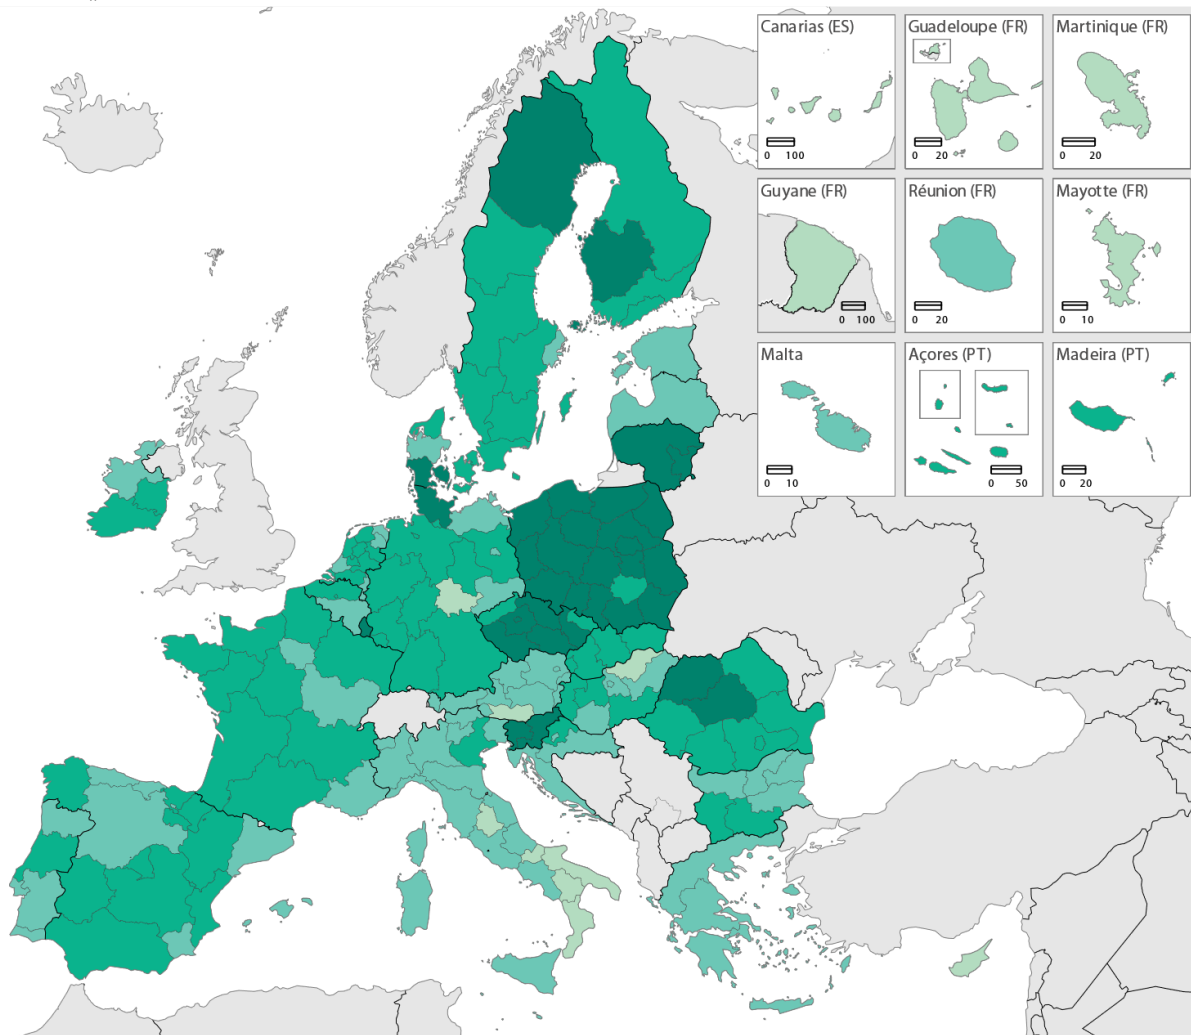 Canarias (ES)
0 100
Guadeloupe (FR)
0 20
Martinique (FR)
0 20
Guyane (FR)
0 100
Réunion (FR)
0 20
Mayotte (FR)
0 10
Malta
0 10
Açores (PT)
0 50
Madeira (PT)
0 20